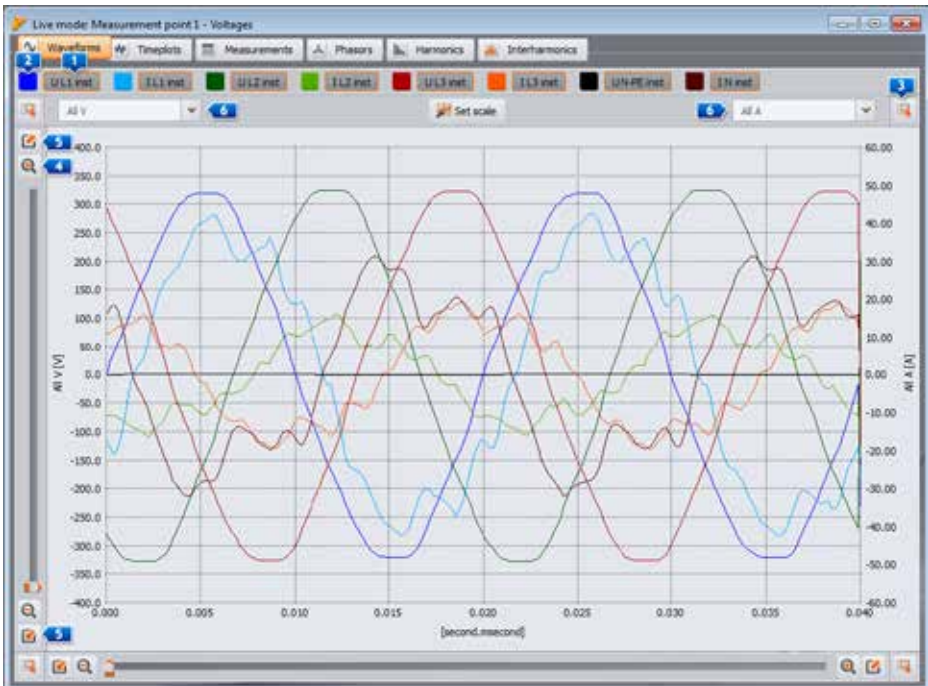 Live mode: Measurement point 1 - Voltages
Waveforms Timeplots Measurements Phasors Harmonics Interharmonics
2 1 3
U L1 inst I L1 inst U L2 inst I L2 inst U L3 inst I L3 inst U N-PE inst I N inst
All V 6 Set scale 6 All A
5
4
400.0 60.00
350.0
300.0 50.00
250.0 40.00
200.0 30.00
150.0 20.00
100.0
50.0 10.00
0.0 0.00
-50.0 -10.00
-100.0
-150.0 -20.00
-200.0 -30.00
-250.0 -40.00
-300.0 -50.00
-350.0
-400.0 -60.00
All V [V]
All A [A]
0.000 0.005 0.010 0.015 0.020 0.025 0.030 0.035 0.040
[second.msecond]
5